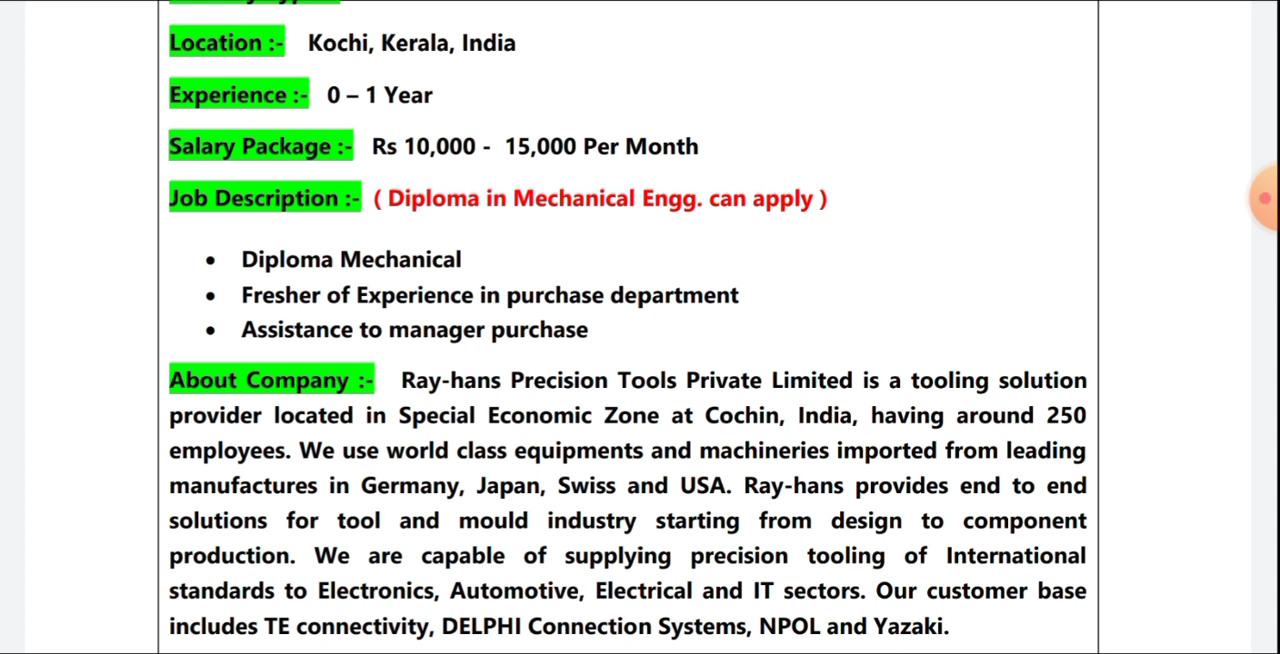 Location :- Kochi, Kerala, India
Experience :- 0 – 1 Year
Salary Package :- Rs 10,000 - 15,000 Per Month
Job Description :- ( Diploma in Mechanical Engg. can apply )
• Diploma Mechanical
• Fresher of Experience in purchase department
• Assistance to manager purchase
About Company :- Ray-hans Precision Tools Private Limited is a tooling solution
provider located in Special Economic Zone at Cochin, India, having around 250
employees. We use world class equipments and machineries imported from leading
manufactures in Germany, Japan, Swiss and USA. Ray-hans provides end to end
solutions for tool and mould industry starting from design to component
production. We are capable of supplying precision tooling of International
standards to Electronics, Automotive, Electrical and IT sectors. Our customer base
includes TE connectivity, DELPHI Connection Systems, NPOL and Yazaki.